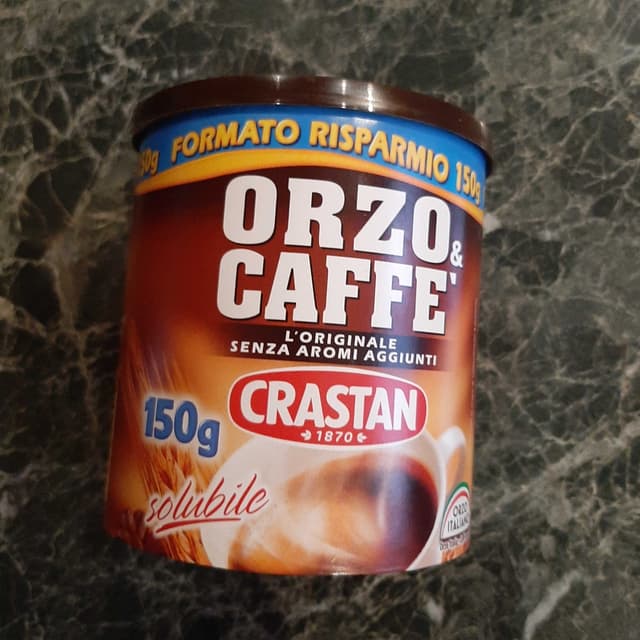 FORMATO RISPARMIO 150g
ORZO &
CAFFE`
L'ORIGINALE
SENZA AROMI AGGIUNTI
CRASTAN
1870
150g
solubile
ORZO
ITALIANO